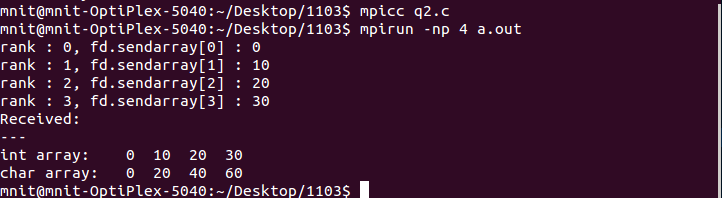 mnit@mnit-OptiPlex-5040:~/Desktop/1103$ mpicc q2.c
mnit@mnit-OptiPlex-5040:~/Desktop/1103$ mpirun -np 4 a.out
rank : 0, fd.sendarray[0] : 0
rank : 1, fd.sendarray[1] : 10
rank : 2, fd.sendarray[2] : 20
rank : 3, fd.sendarray[3] : 30
Received:
---
int array:    0  10  20  30
char array:   0  20  40  60
mnit@mnit-OptiPlex-5040:~/Desktop/1103$